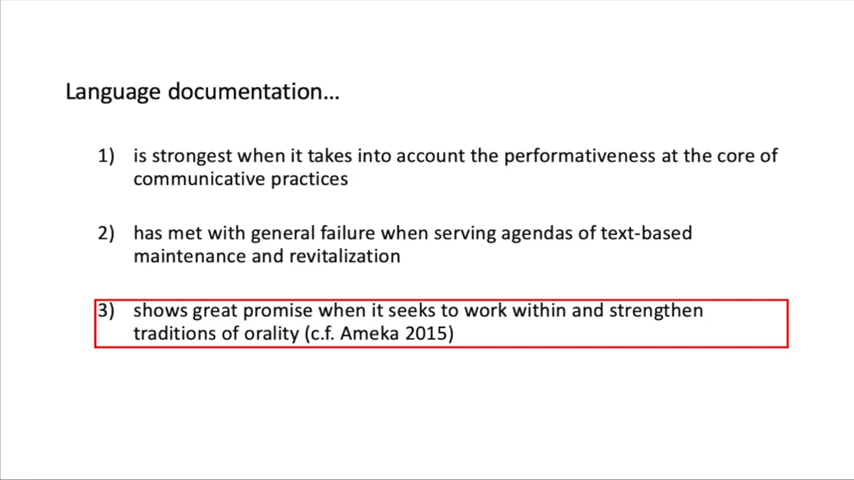 Language documentation...
1) is strongest when it takes into account the performativeness at the core of
communicative practices
2) has met with general failure when serving agendas of text-based
maintenance and revitalization
3) shows great promise when it seeks to work within and strengthen
traditions of orality (c.f. Ameka 2015)